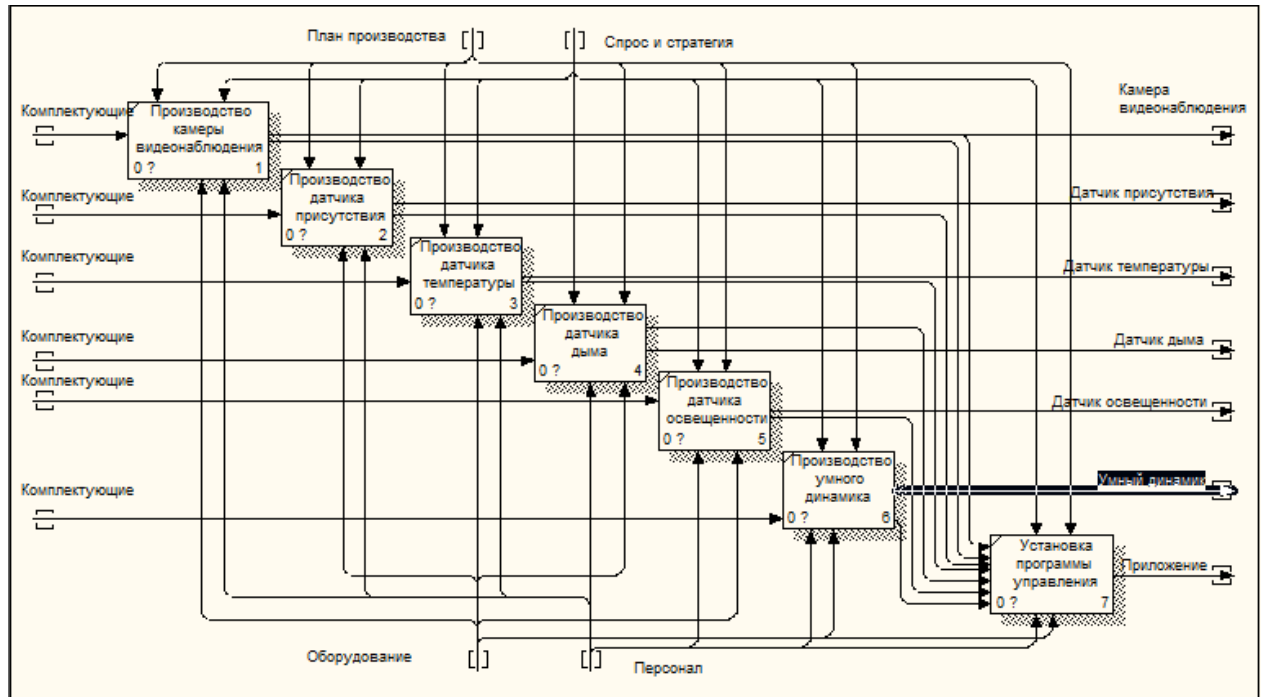 План производства
Спрос и стратегия
Комплектующие
Производство
камеры
видеонаблюдения
0 ? 1
Камера
видеонаблюдения
Комплектующие
Производство
датчика
присутствия
0 ? 2
Датчик присутствия
Комплектующие
Производство
датчика
температуры
0 ? 3
Датчик температуры
Комплектующие
Производство
датчика
дыма
0 ? 4
Датчик дыма
Комплектующие
Производство
датчика
освещенности
0 ? 5
Датчик освещенности
Комплектующие
Производство
умного
динамика
0 ? 6
Умный динамик
Установка
программы
управления
0 ? 7
Приложение
Оборудование
Персонал